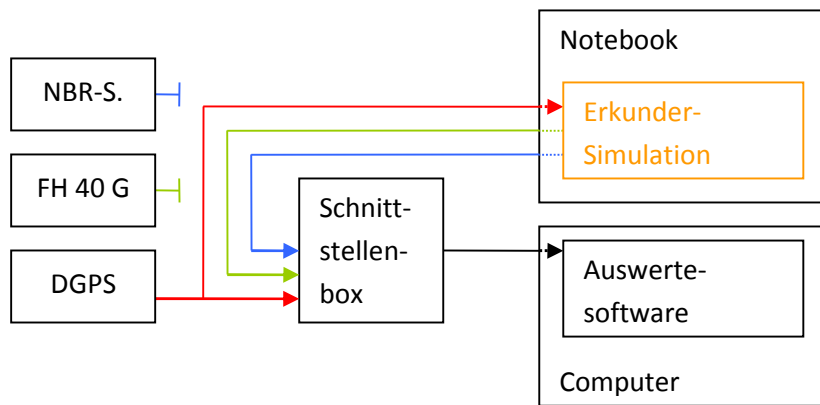 NBR-S.
FH 40 G
DGPS
Schnitt-
stellen-
box
Notebook
Erkunder-
Simulation
Auswerte-
software
Computer